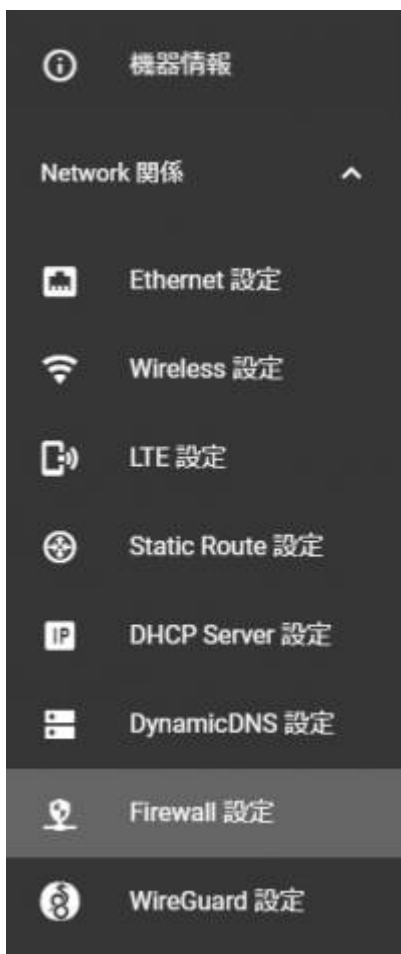 機器情報
Network 関係
Ethernet 設定
Wireless 設定
LTE 設定
Static Route 設定
IP
DHCP Server 設定
DynamicDNS 設定
Firewall 設定
WireGuard 設定